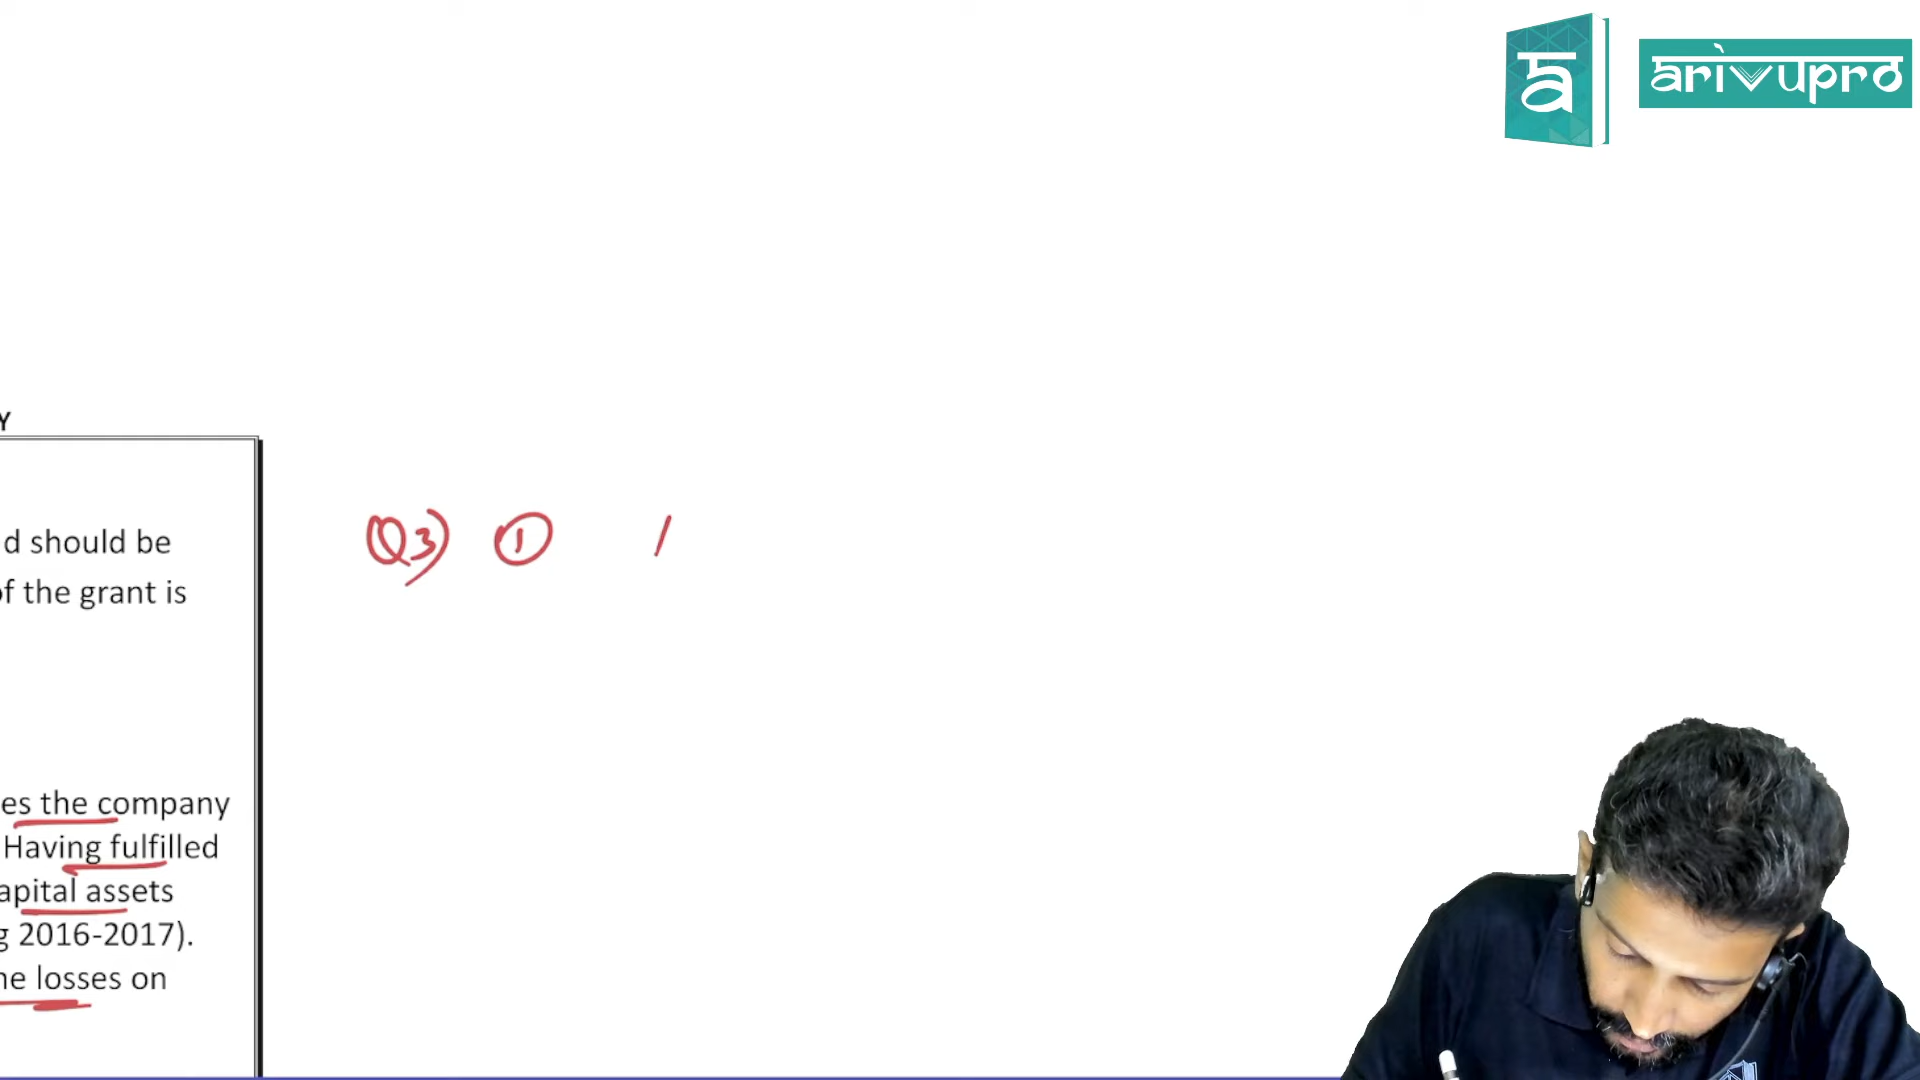 a arivupro
Y
d should be
of the grant is
Q3) ①
es the company
Having fulfilled
apital assets
g 2016-2017).
he losses on